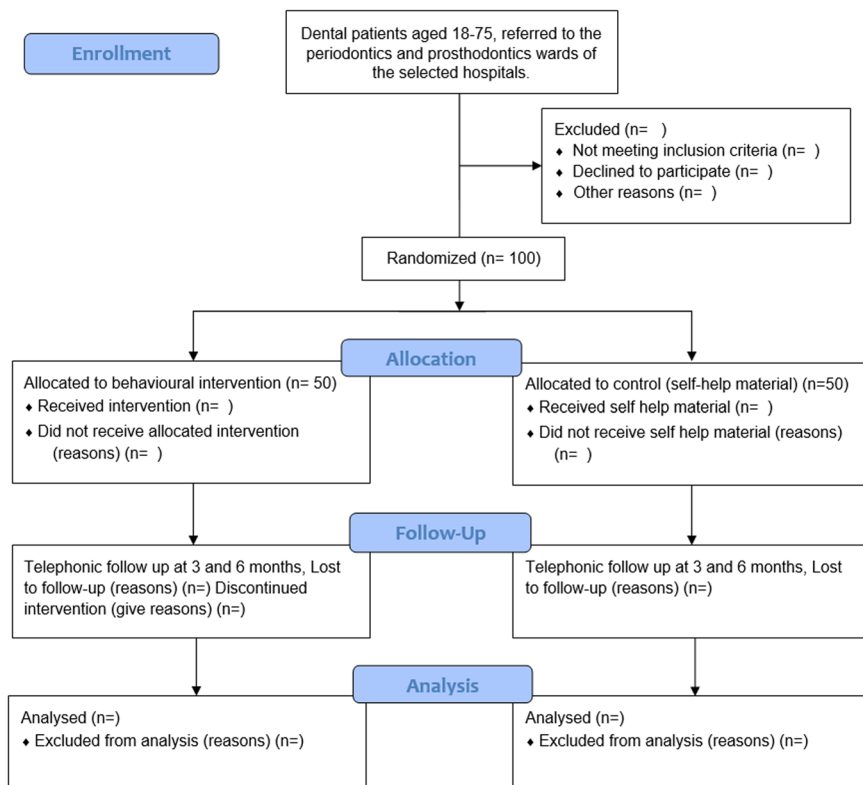 Enrollment
Dental patients aged 18-75, referred to the
periodontics and prosthodontics wards of
the selected hospitals.
Excluded (n=   )
♦ Not meeting inclusion criteria (n=  )
♦ Declined to participate (n=  )
♦ Other reasons (n=  )
Randomized (n= 100)
Allocation
Allocated to behavioural intervention (n= 50)
♦ Received intervention (n=  )
♦ Did not receive allocated intervention
(reasons) (n=  )
Allocated to control (self-help material) (n=50)
♦ Received self help material (n=  )
♦ Did not receive self help material (reasons)
(n=  )
Follow-Up
Telephonic follow up at 3 and 6 months, Lost
to follow-up (reasons) (n=) Discontinued
intervention (give reasons) (n=)
Telephonic follow up at 3 and 6 months, Lost
to follow-up (reasons) (n=)
Analysis
Analysed (n=)
♦ Excluded from analysis (reasons) (n=)
Analysed (n=)
♦ Excluded from analysis (reasons) (n=)